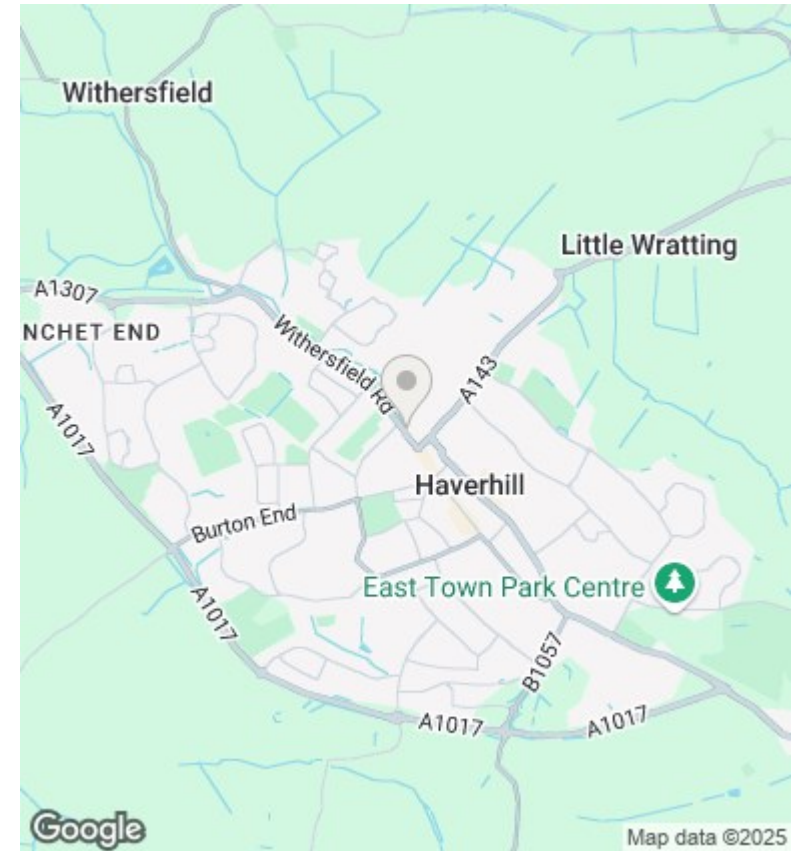 Withersfield
Little Wratting
A1307
NCHET END
Withersfield Rd
A143
A1017
Haverhill
Burton End
East Town Park Centre
A1017
B1057
A1017
A1017
Google
Map data ©2025